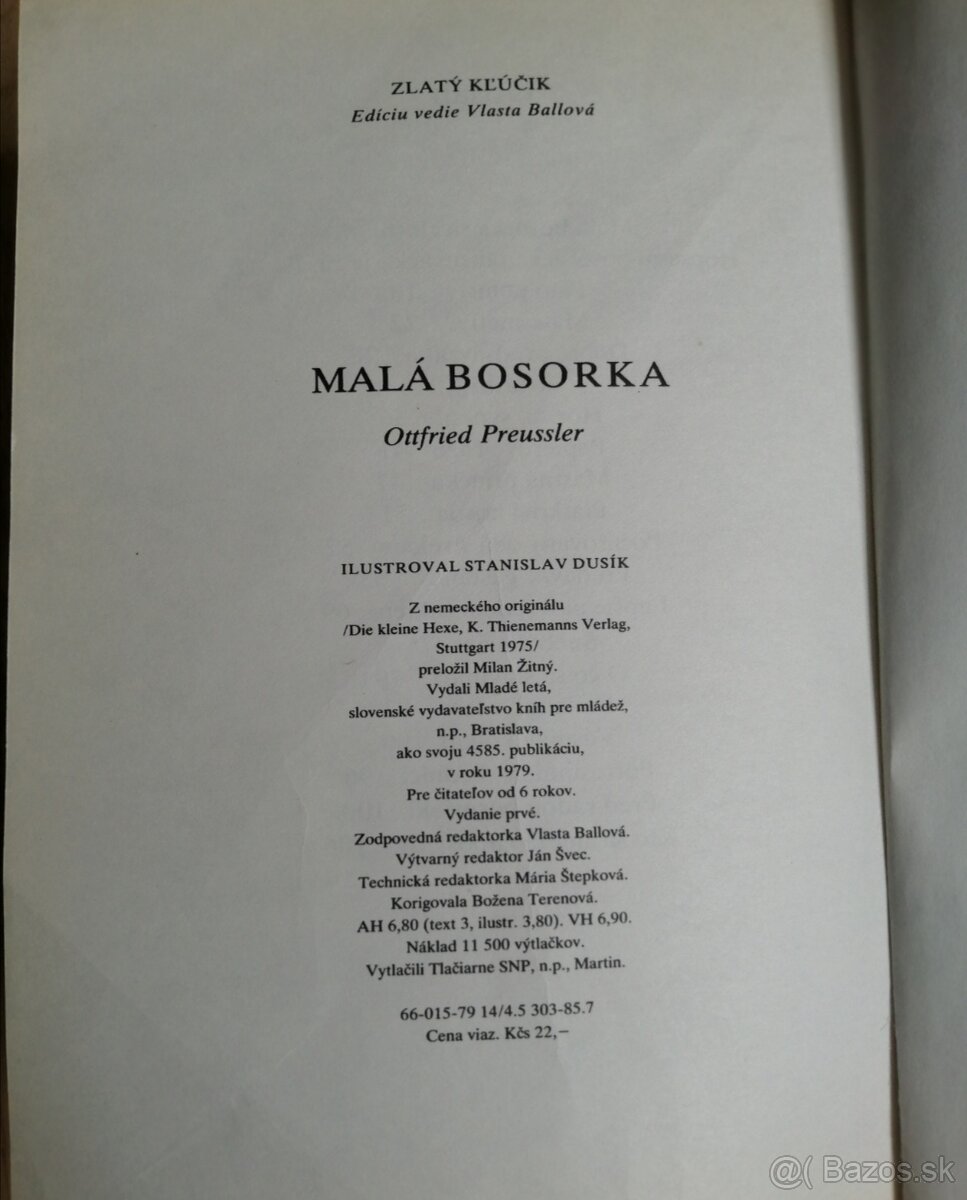 ZLATÝ KĽÚČIK
Edíciu vedie Vlasta Ballová
MALÁ BOSORKA
Ottfried Preussler
ILUSTROVAL STANISLAV DUSÍK
Z nemeckého originálu
/Die kleine Hexe, K. Thienemanns Verlag,
Stuttgart 1975/
preložil Milan Žitný.
Vydali Mladé letá,
slovenské vydavateľstvo kníh pre mládež,
n.p., Bratislava,
ako svoju 4585. publikáciu,
v roku 1979.
Pre čitateľov od 6 rokov.
Vydanie prvé.
Zodpovedná redaktorka Vlasta Ballová.
Výtvarný redaktor Ján Švec.
Technická redaktorka Mária Štepková.
Korigovala Božena Terenová.
AH 6,80 (text 3, ilustr. 3,80). VH 6,90.
Náklad 11 500 výtlačkov.
Vytlačili Tlačiarne SNP, n.p., Martin.
66-015-79 14/4.5 303-85.7
Cena viaz. Kčs 22,–
@( Bazos.sk